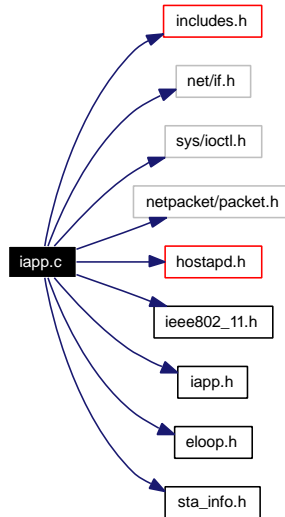 includes.h
net/if.h
sys/ioctl.h
netpacket/packet.h
iapp.c
hostapd.h
ieee802_11.h
iapp.h
eloop.h
sta_info.h